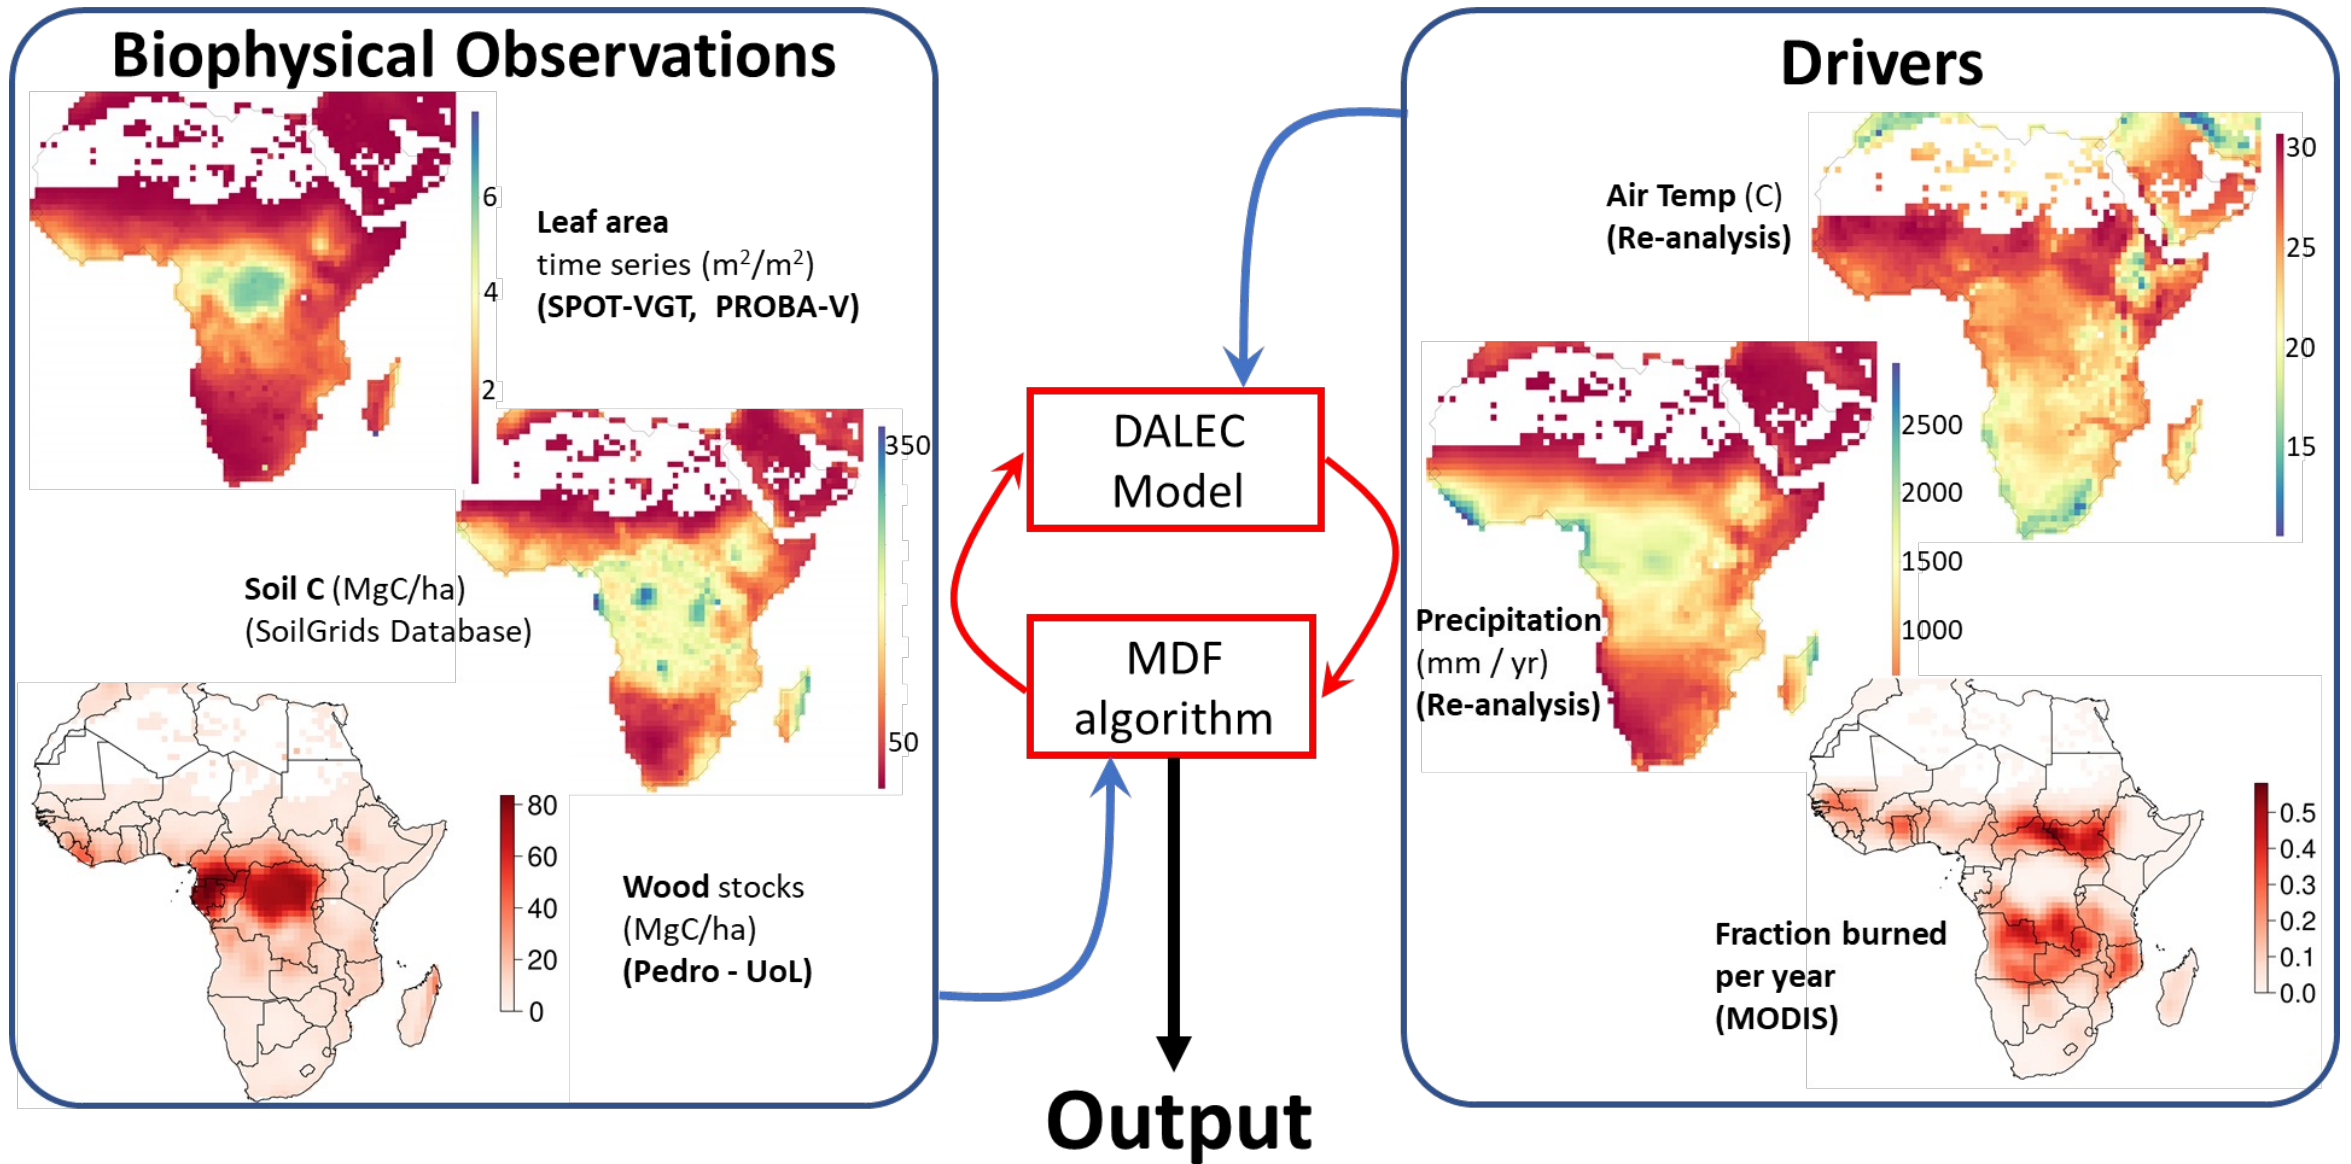 Biophysical Observations
6
4
2
Leaf area
time series (m²/m²)
(SPOT-VGT, PROBA-V)
350
50
Soil C (MgC/ha)
(SoilGrids Database)
80
60
40
20
0
Wood stocks
(MgC/ha)
(Pedro - UoL)
DALEC
Model
MDF
algorithm
Output
Drivers
Air Temp (C)
(Re-analysis)
30
25
20
15
2500
2000
1500
1000
Precipitation
(mm / yr)
(Re-analysis)
Fraction burned
per year
(MODIS)
0.5
0.4
0.3
0.2
0.1
0.0